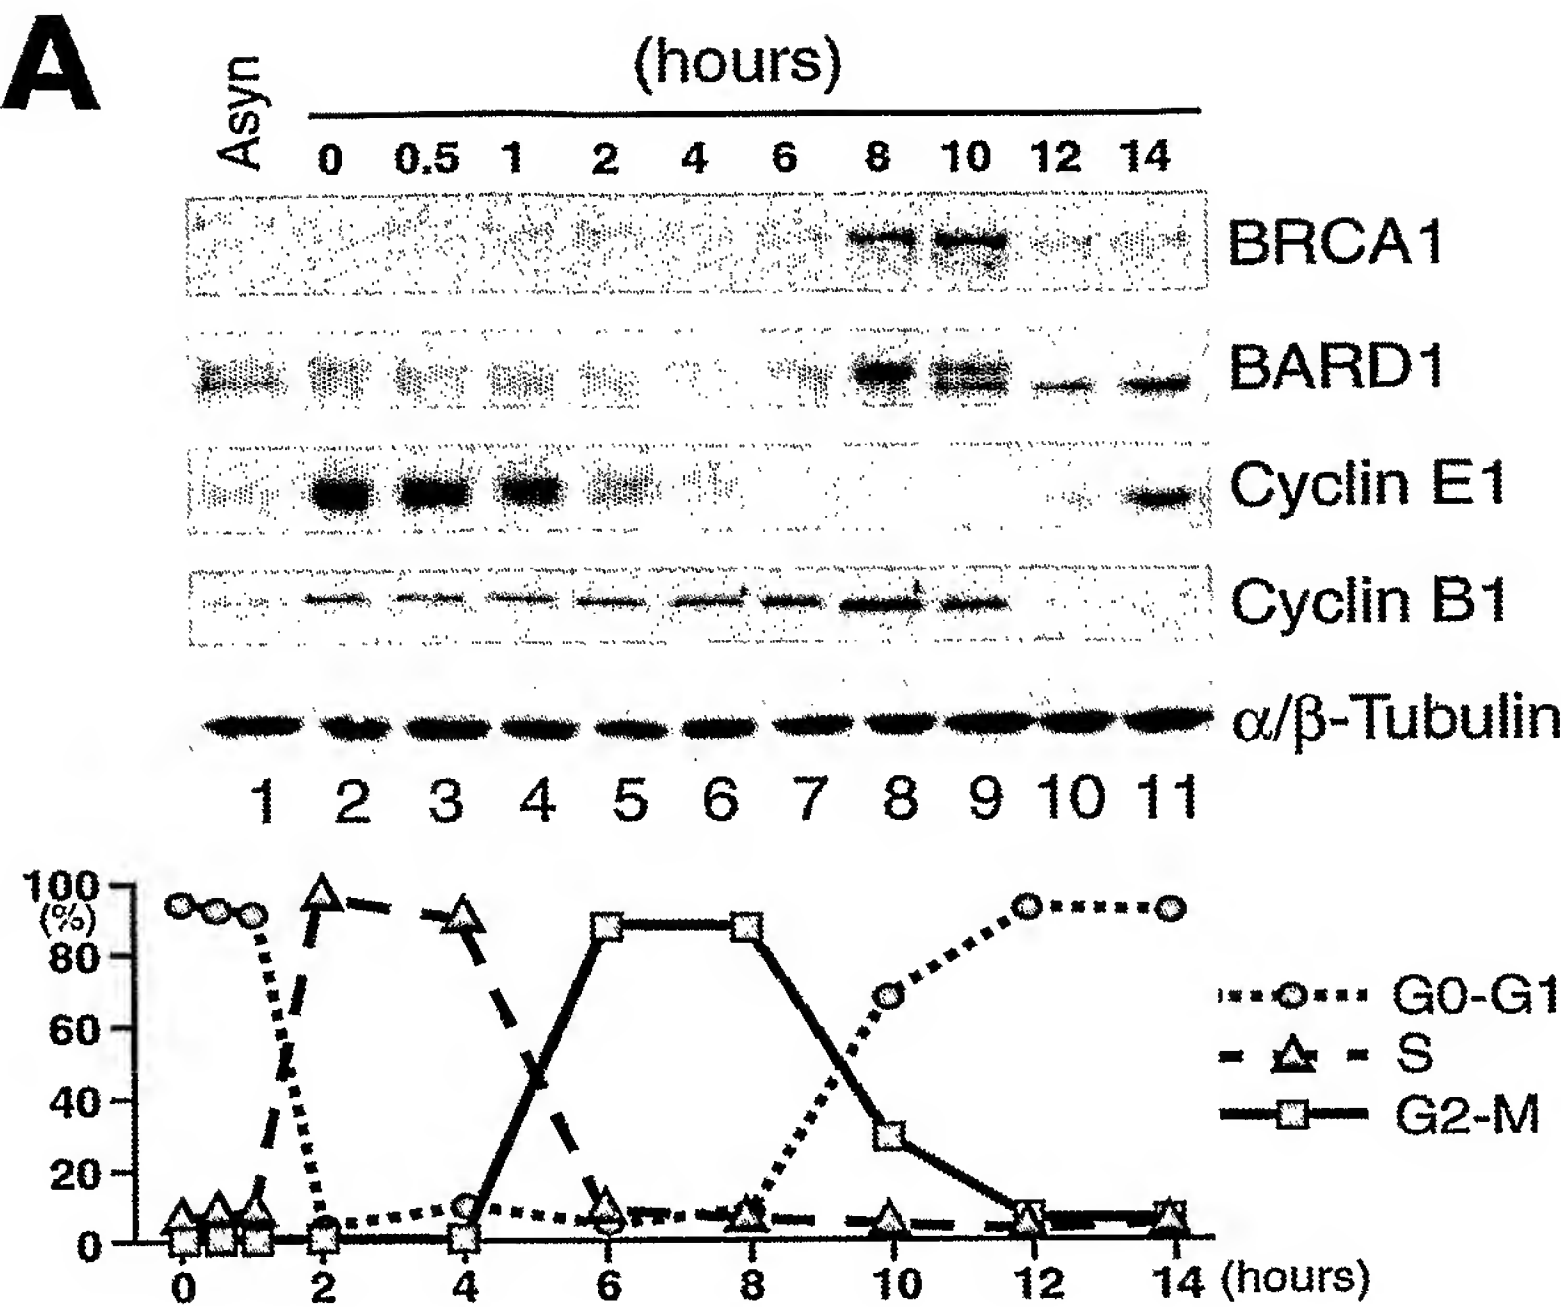 A
(hours)
Asyn 0 0.5 1 2 4 6 8 10 12 14
BRCA1
BARD1
Cyclin E1
Cyclin B1
α/β-Tubulin
1 2 3 4 5 6 7 8 9 10 11
100
(%)
80
60
40
20
0
G0-G1
S
G2-M
0 2 4 6 8 10 12 14 (hours)